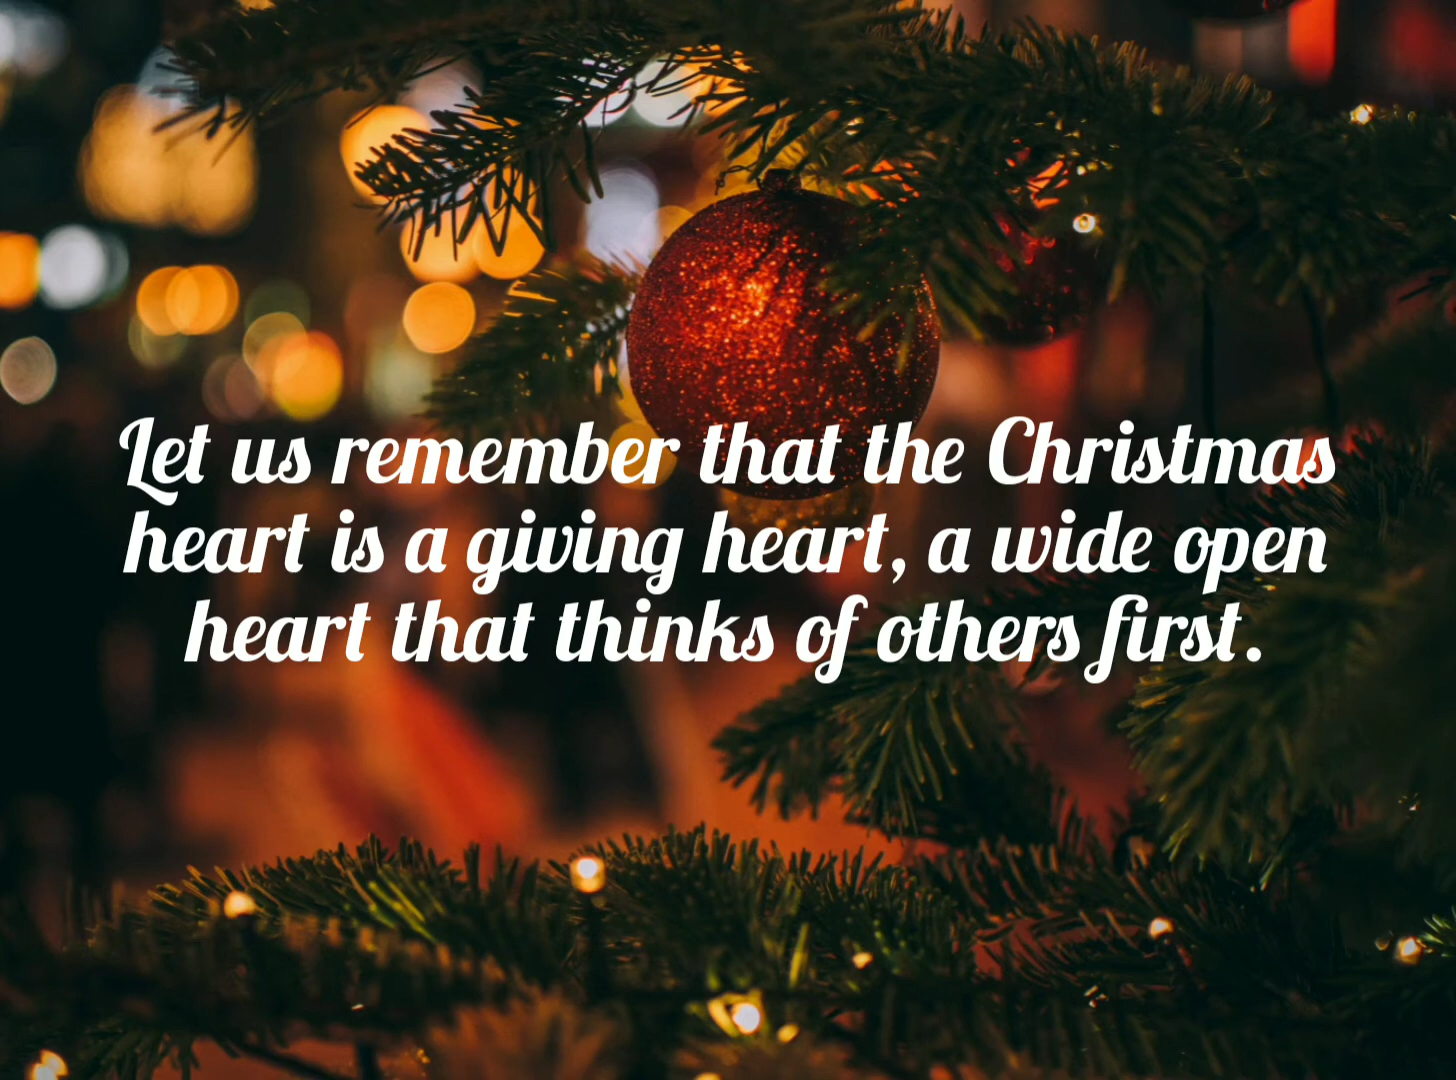 Let us remember that the Christmas
heart is a giving heart, a wide open
heart that thinks of others first.